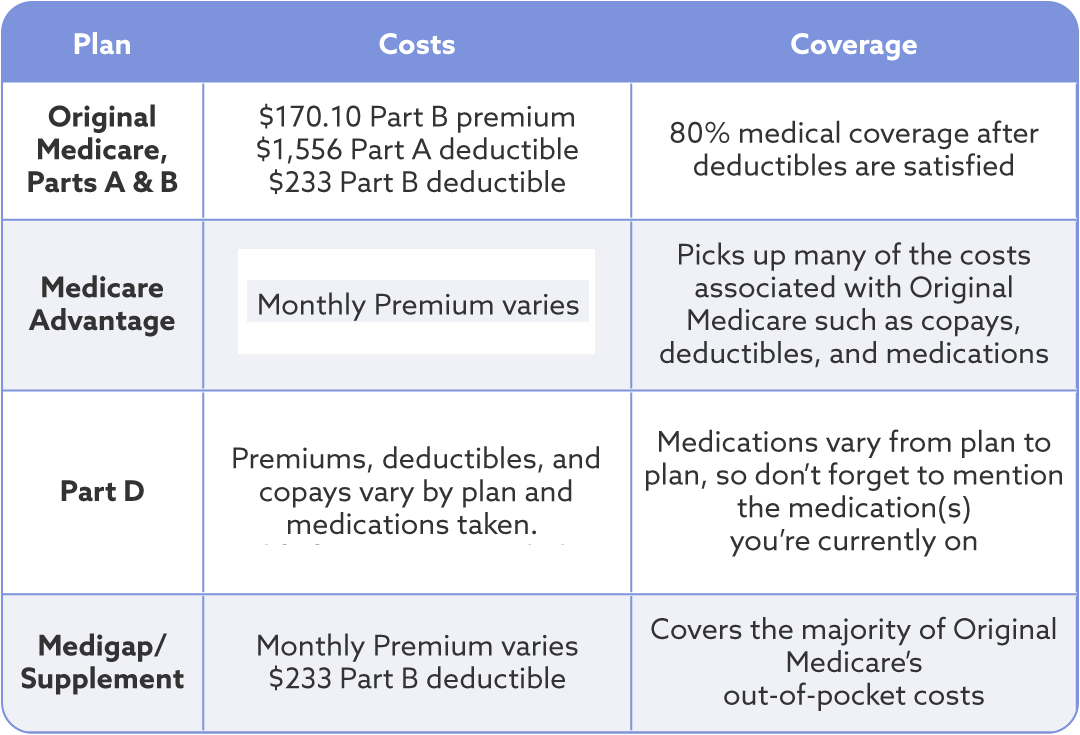 Plan
Costs
Coverage
Original
Medicare,
Parts A & B
$170.10 Part B premium
$1,556 Part A deductible
$233 Part B deductible
80% medical coverage after
deductibles are satisfied
Medicare
Advantage
Monthly Premium varies
Picks up many of the costs
associated with Original
Medicare such as copays,
deductibles, and medications
Part D
Premiums, deductibles, and
copays vary by plan and
medications taken.
Medications vary from plan to
plan, so don’t forget to mention
the medication(s)
you’re currently on
Medigap/
Supplement
Monthly Premium varies
$233 Part B deductible
Covers the majority of Original
Medicare’s
out-of-pocket costs